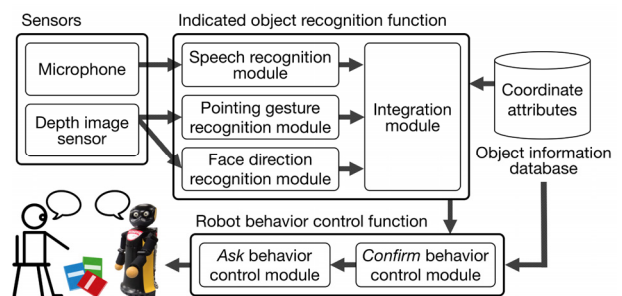 Sensors
Microphone
Depth image
sensor
Indicated object recognition function
Speech recognition
module
Pointing gesture
recognition module
Face direction
recognition module
Integration
module
Coordinate
attributes
Object information
database
Robot behavior control function
Ask behavior
control module
Confirm behavior
control module